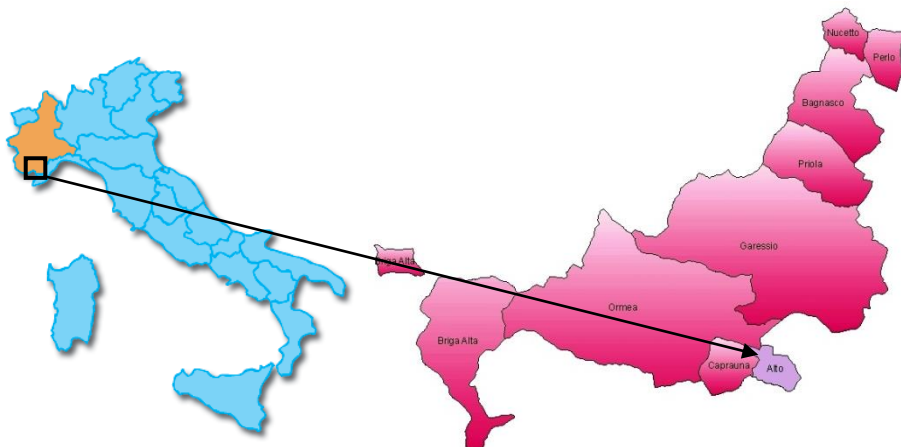 Nucetto
Perlo
Bagnasco
Priola
Garessio
Briga Alta
Ormea
Briga Alta
Caprauna
Alto